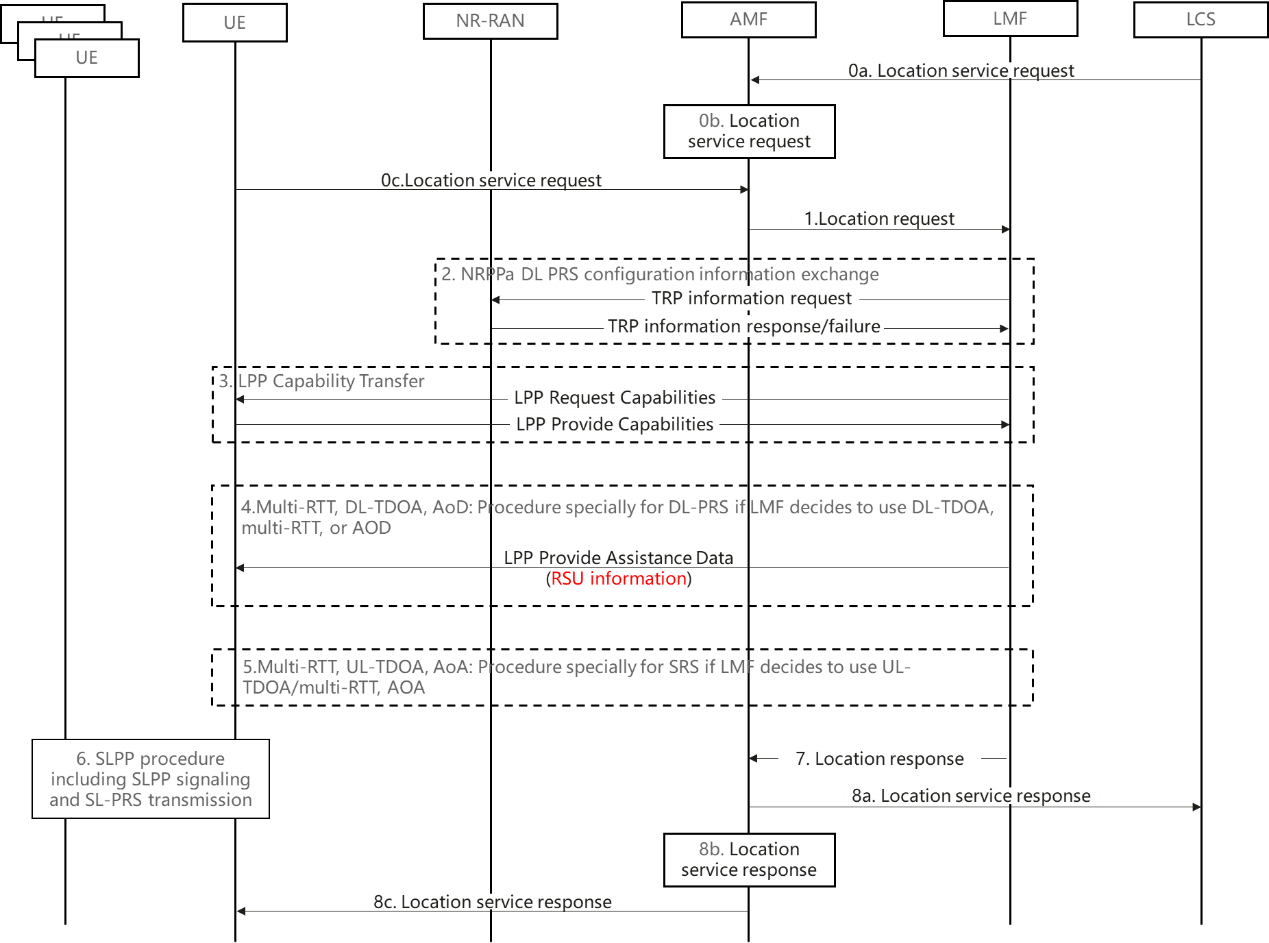 UE
UE
UE
UE
NR-RAN
AMF
LMF
LCS
0a. Location service request
0b. Location
service request
0c.Location service request
1.Location request
2. NRPPa DL PRS configuration information exchange
TRP information request
TRP information response/failure
3. LPP Capability Transfer
LPP Request Capabilities
LPP Provide Capabilities
4.Multi-RTT, DL-TDOA, AoD: Procedure specially for DL-PRS if LMF decides to use DL-TDOA,
multi-RTT, or AOD
LPP Provide Assistance Data
(RSU information)
5.Multi-RTT, UL-TDOA, AoA: Procedure specially for SRS if LMF decides to use UL-
TDOA/multi-RTT, AOA
6. SLPP procedure
including SLPP signaling
and SL-PRS transmission
7. Location response
8a. Location service response
8b. Location
service response
8c. Location service response